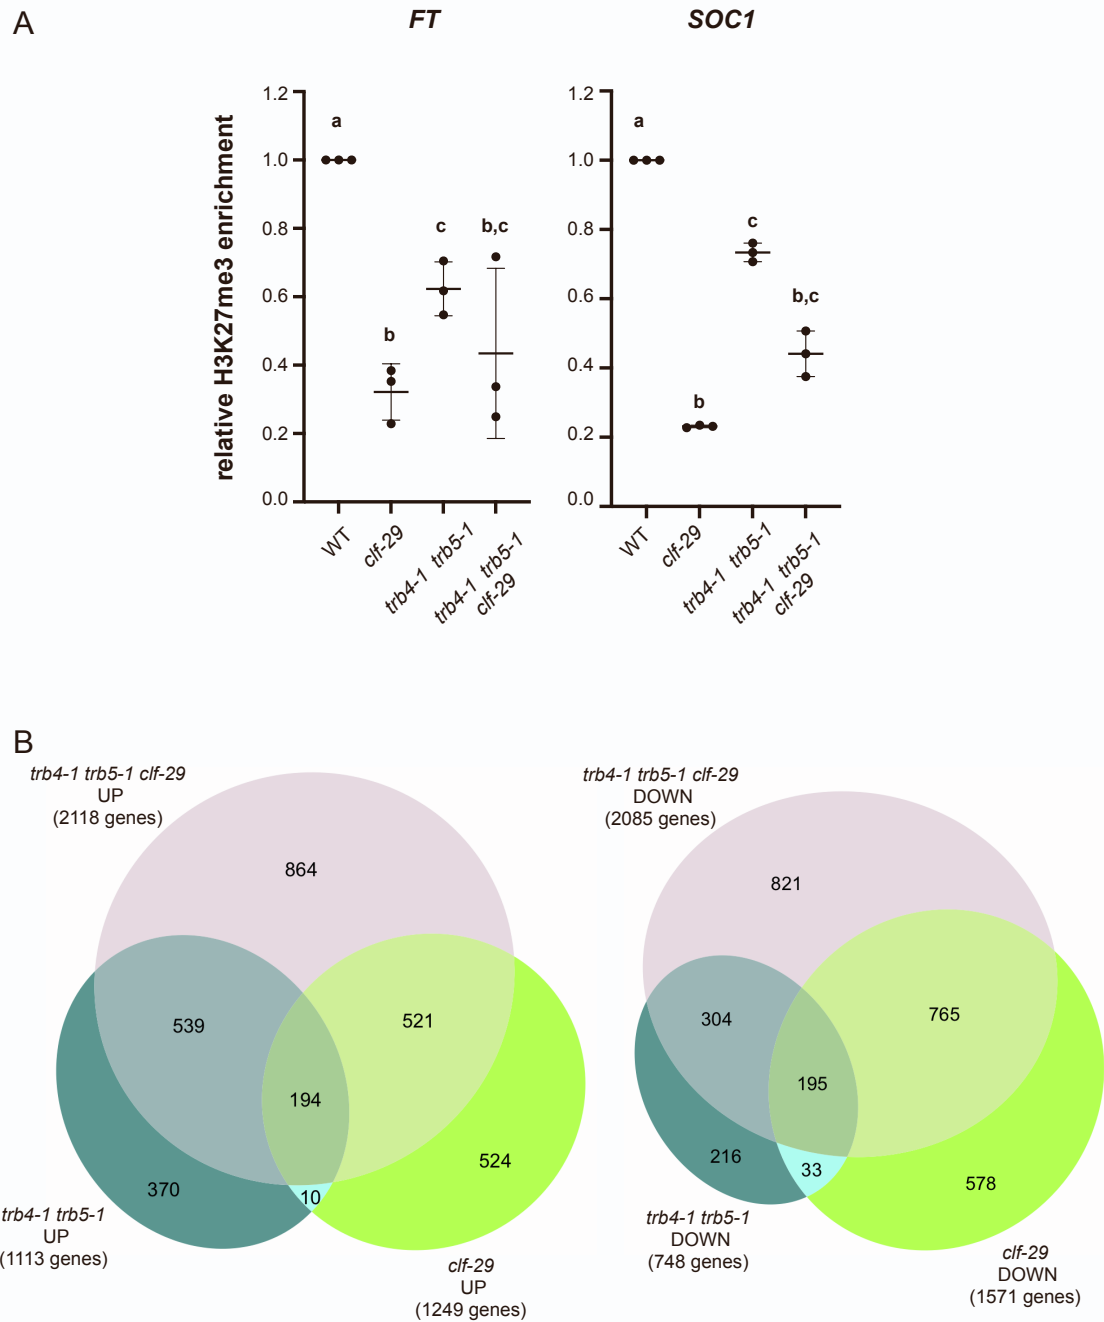 A
FT
SOC1
relative H3K27me3 enrichment
1.2
1.0
0.8
0.6
0.4
0.2
0.0
a
b
c
b,c
WT
clf-29
trb4-1 trb5-1
trb4-1 trb5-1
clf-29
1.2
1.0
0.8
0.6
0.4
0.2
0.0
a
b
c
b,c
WT
clf-29
trb4-1 trb5-1
trb4-1 trb5-1
clf-29
B
trb4-1 trb5-1 clf-29
UP
(2118 genes)
864
539
521
194
370
10
524
trb4-1 trb5-1
UP
(1113 genes)
clf-29
UP
(1249 genes)
trb4-1 trb5-1 clf-29
DOWN
(2085 genes)
821
304
765
195
216
33
578
trb4-1 trb5-1
DOWN
(748 genes)
clf-29
DOWN
(1571 genes)